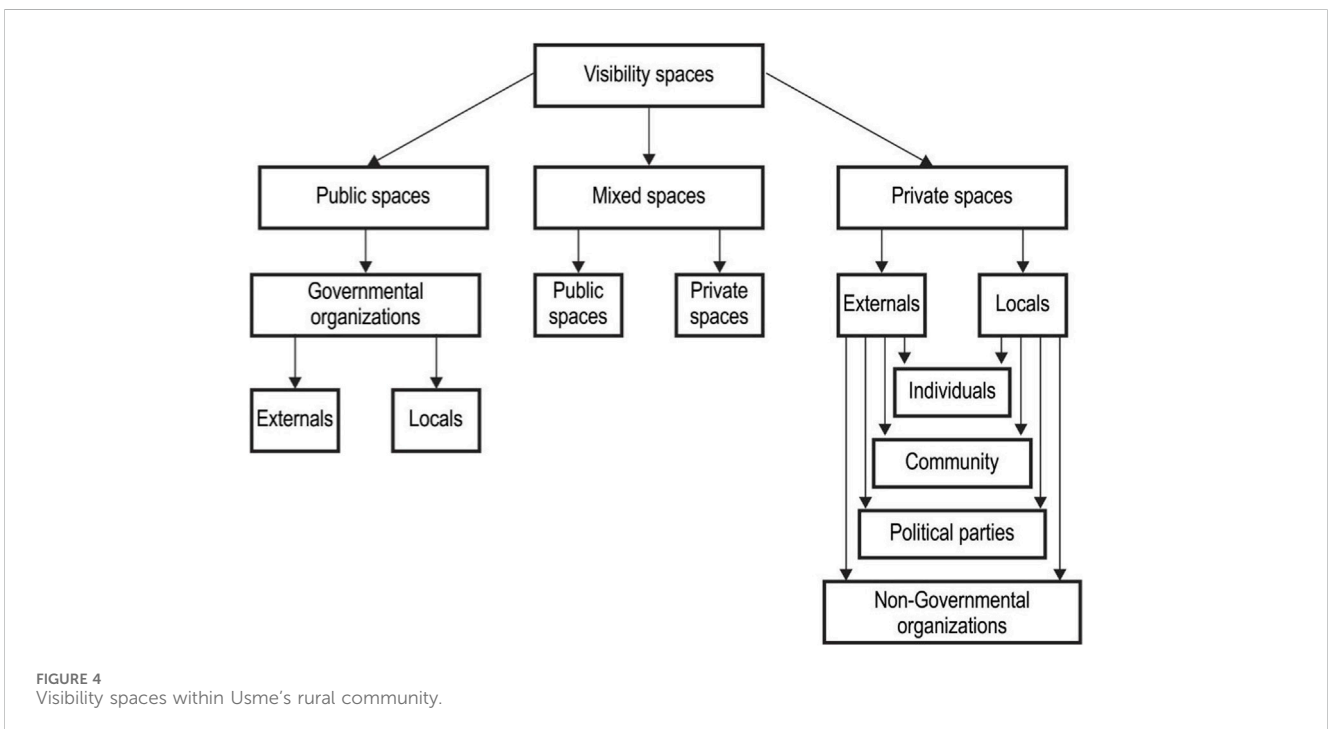 Visibility spaces
Public spaces
Mixed spaces
Private spaces
Governmental
organizations
Public
spaces
Private
spaces
Externals
Locals
Externals
Locals
Individuals
Community
Political parties
Non-Governmental
organizations
FIGURE 4
Visibility spaces within Usme’s rural community.